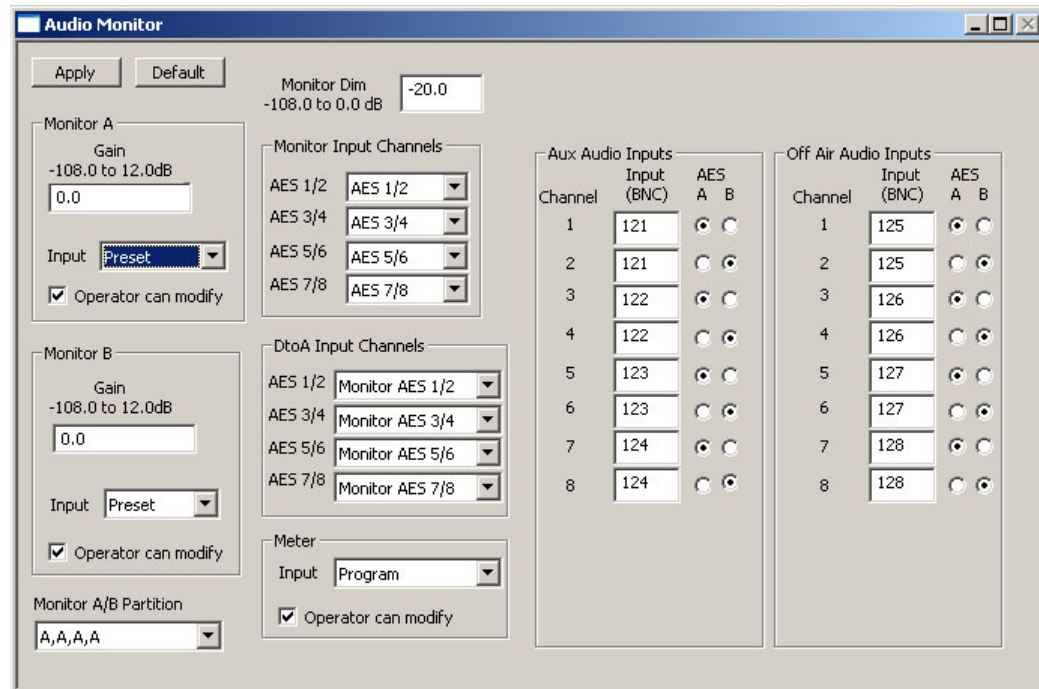 Audio Monitor
Apply Default
Monitor Dim
-108.0 to 0.0 dB
-20.0
Monitor A
Gain
-108.0 to 12.0dB
0.0
Input Preset
Operator can modify
Monitor B
Gain
-108.0 to 12.0dB
0.0
Input Preset
Operator can modify
Monitor A/B Partition
A,A,A,A
Monitor Input Channels
AES 1/2 AES 1/2
AES 3/4 AES 3/4
AES 5/6 AES 5/6
AES 7/8 AES 7/8
DtoA Input Channels
AES 1/2 Monitor AES 1/2
AES 3/4 Monitor AES 3/4
AES 5/6 Monitor AES 5/6
AES 7/8 Monitor AES 7/8
Meter
Input Program
Operator can modify
Aux Audio Inputs
Input AES
Channel (BNC) A B
1 121
2 121
3 122
4 122
5 123
6 123
7 124
8 124
Off Air Audio Inputs
Input AES
Channel (BNC) A B
1 125
2 125
3 126
4 126
5 127
6 127
7 128
8 128